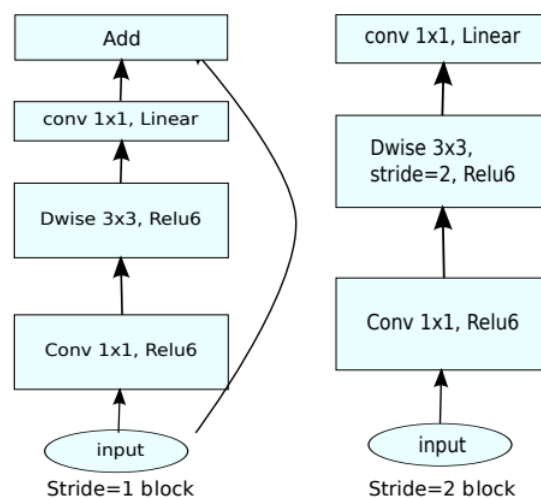 Add
conv 1x1, Linear
Dwise 3x3, Relu6
Conv 1x1, Relu6
input
Stride=1 block
conv 1x1, Linear
Dwise 3x3,
stride=2, Relu6
Conv 1x1, Relu6
input
Stride=2 block